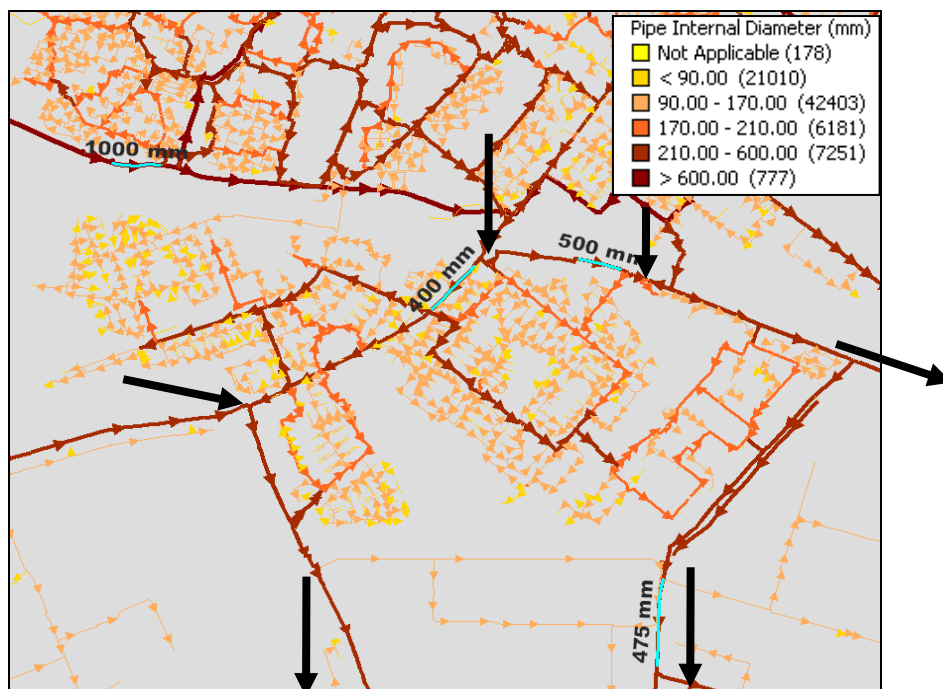 Pipe Internal Diameter (mm)
Not Applicable (178)
< 90.00 (21010)
90.00 - 170.00 (42403)
170.00 - 210.00 (6181)
210.00 - 600.00 (7251)
> 600.00 (777)
1000 mm
500 mm
400 mm
475 mm